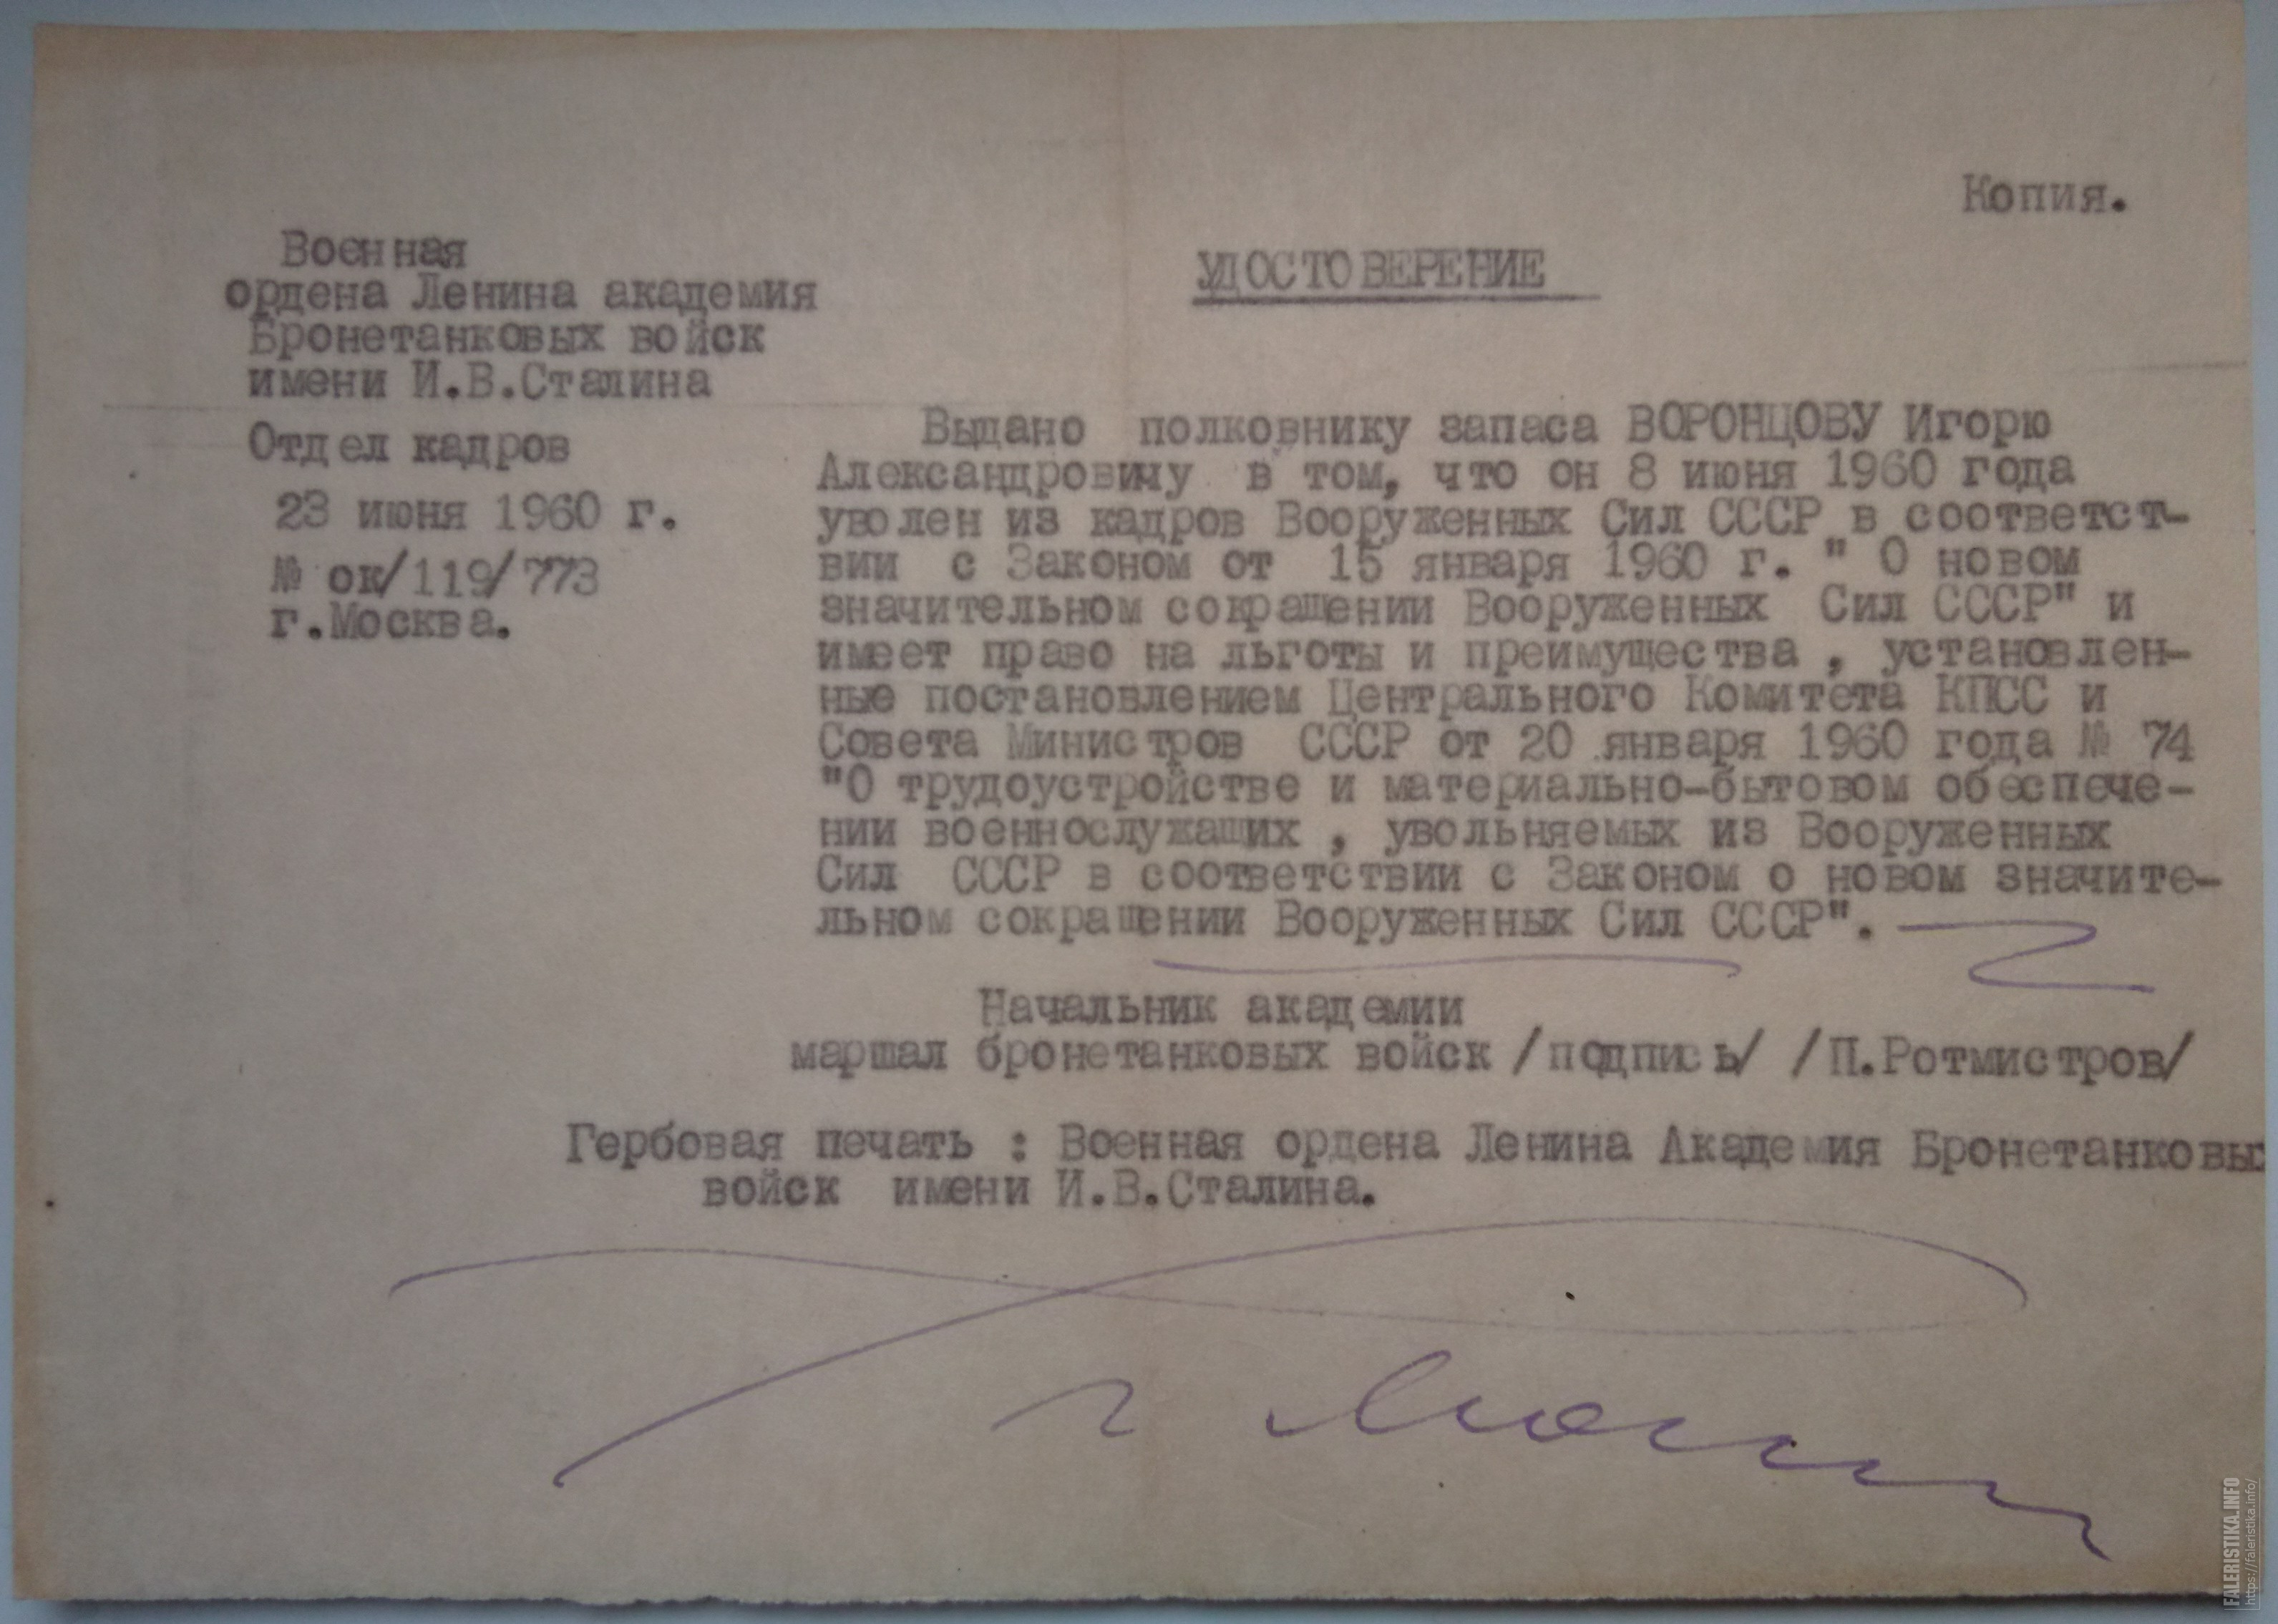 Копия.
Военная
ордена Ленина академия
Бронетанковых войск
имени И.В.Сталина
Отдел кадров
23 июня 1960 г.
№ ок/119/773
г.Москва.
УДОСТОВЕРЕНИЕ
Выдано полковнику запаса ВОРОНЦОВУ Игорю
Александровичу в том, что он 8 июня 1960 года
уволен из кадров Вооруженных Сил СССР в соответст-
вии с Законом от 15 января 1960 г. " О новом
значительном сокращении Вооруженных Сил СССР" и
имеет право на льготы и преимущества , установлен-
ные постановлением Центрального Комитета КПСС и
Совета Министров СССР от 20 января 1960 года № 74
"О трудоустройстве и материально-бытовом обеспече-
нии военнослужащих , увольняемых из Вооруженных
Сил СССР в соответствии с Законом о новом значите-
льном сокращении Вооруженных Сил СССР".
Начальник академии
маршал бронетанковых войск /подпись/ /П.Ротмистров/
Гербовая печать : Военная ордена Ленина Академия Бронетанковы
войск имени И.В.Сталина.
FALERISTIKA.INFO
https://faleristika.info/